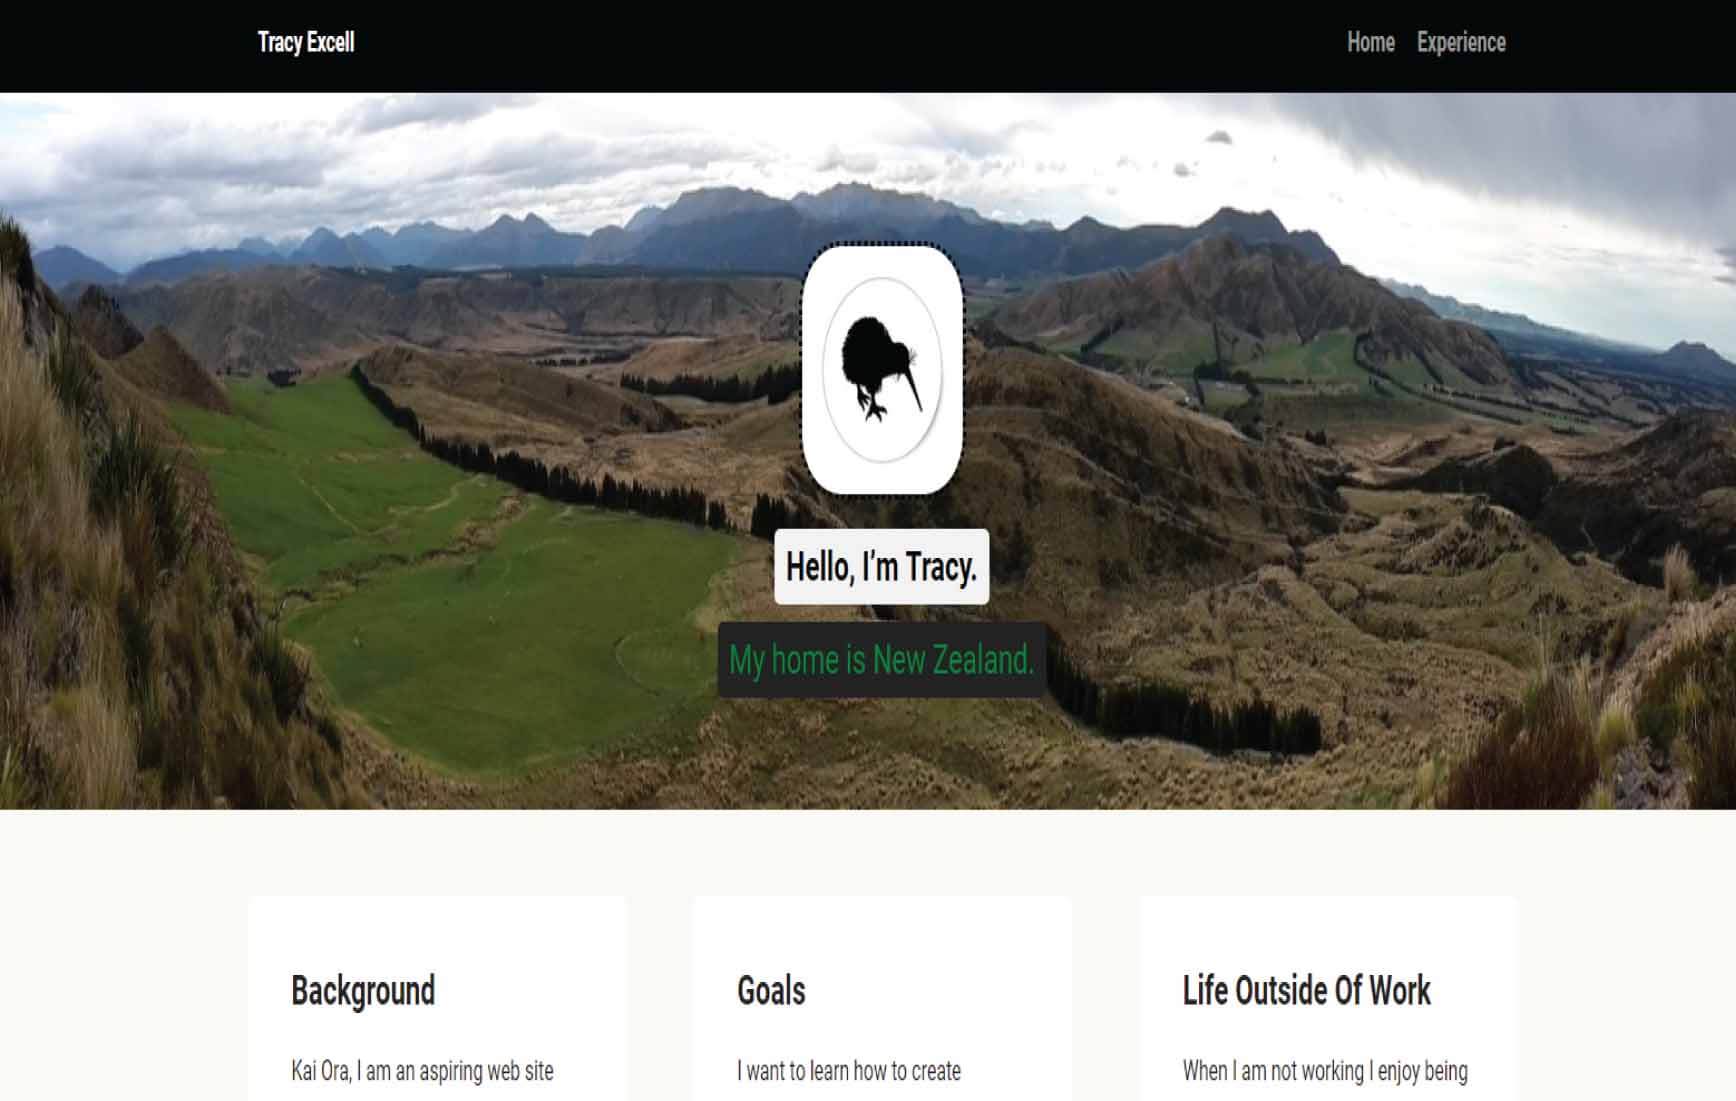 Tracy Excell
Home Experience
Hello, I'm Tracy.
My home is New Zealand.
Background
Kai Ora, I am an aspiring web site
Goals
I want to learn how to create
Life Outside Of Work
When I am not working I enjoy being